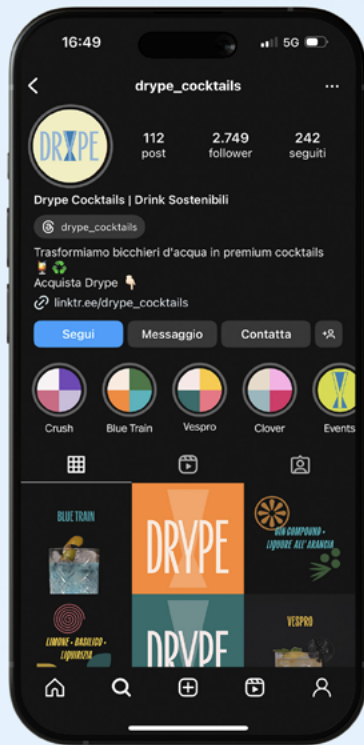 16:49
5G
drype_cocktails
DRYPE
112
2.749
242
post
follower
seguiti
Drype Cocktails | Drink Sostenibili
drype_cocktails
Trasformiamo bicchieri d'acqua in premium cocktails
Acquista Drype
linktr.ee/drype_cocktails
Segui
Messaggio
Contatta
Crush
Blue Train
Vespro
Clover
Events
BLUE TRAIN
DRYPE
GIN COMPOUND •
LIQUORE ALL'ARANCIA
LIMONE • BASILICO •
LIQUIRIZIA
DRYPE
VESPRO